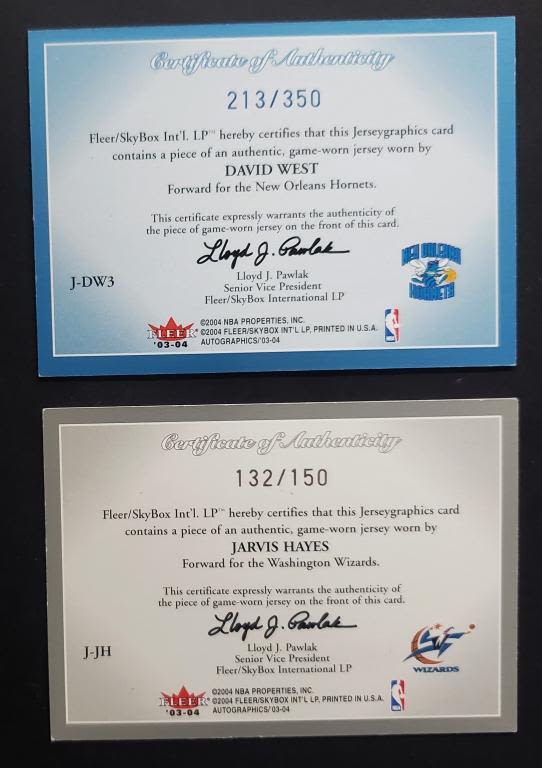 Certificate of Authenticity
213/350
Fleer/SkyBox Int'l. LP™ hereby certifies that this Jerseygraphics card
contains a piece of an authentic, game-worn jersey worn by
DAVID WEST
Forward for the New Orleans Hornets.
This certificate expressly warrants the authenticity of
the piece of game-worn jersey on the front of this card.
Lloyd J. Pawlak
J-DW3
Lloyd J. Pawlak
Senior Vice President
Fleer/SkyBox International LP
NEW ORLEANS
HORNETS
FLEER
'03-04
©2004 NBA PROPERTIES, INC.
©2004 FLEER/SKYBOX INT'L LP, PRINTED IN U.S.A.
AUTOGRAPHICS/'03-04
Certificate of Authenticity
132/150
Fleer/SkyBox Int'l. LP™ hereby certifies that this Jerseygraphics card
contains a piece of an authentic, game-worn jersey worn by
JARVIS HAYES
Forward for the Washington Wizards.
This certificate expressly warrants the authenticity of
the piece of game-worn jersey on the front of this card.
Lloyd J. Pawlak
J-JH
Lloyd J. Pawlak
Senior Vice President
Fleer/SkyBox International LP
WIZARDS
FLEER
'03-04
©2004 NBA PROPERTIES, INC.
©2004 FLEER/SKYBOX INT'L LP, PRINTED IN U.S.A.
AUTOGRAPHICS/'03-04